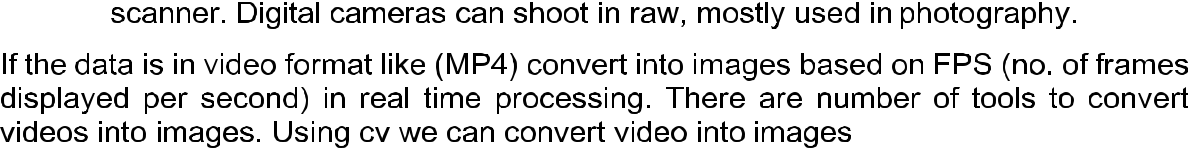 scanner. Digital cameras can shoot in raw, mostly used in photography.
If the data is in video format like (MP4) convert into images based on FPS (no. of frames
displayed per second) in real time processing. There are number of tools to convert
videos into images. Using cv we can convert video into images